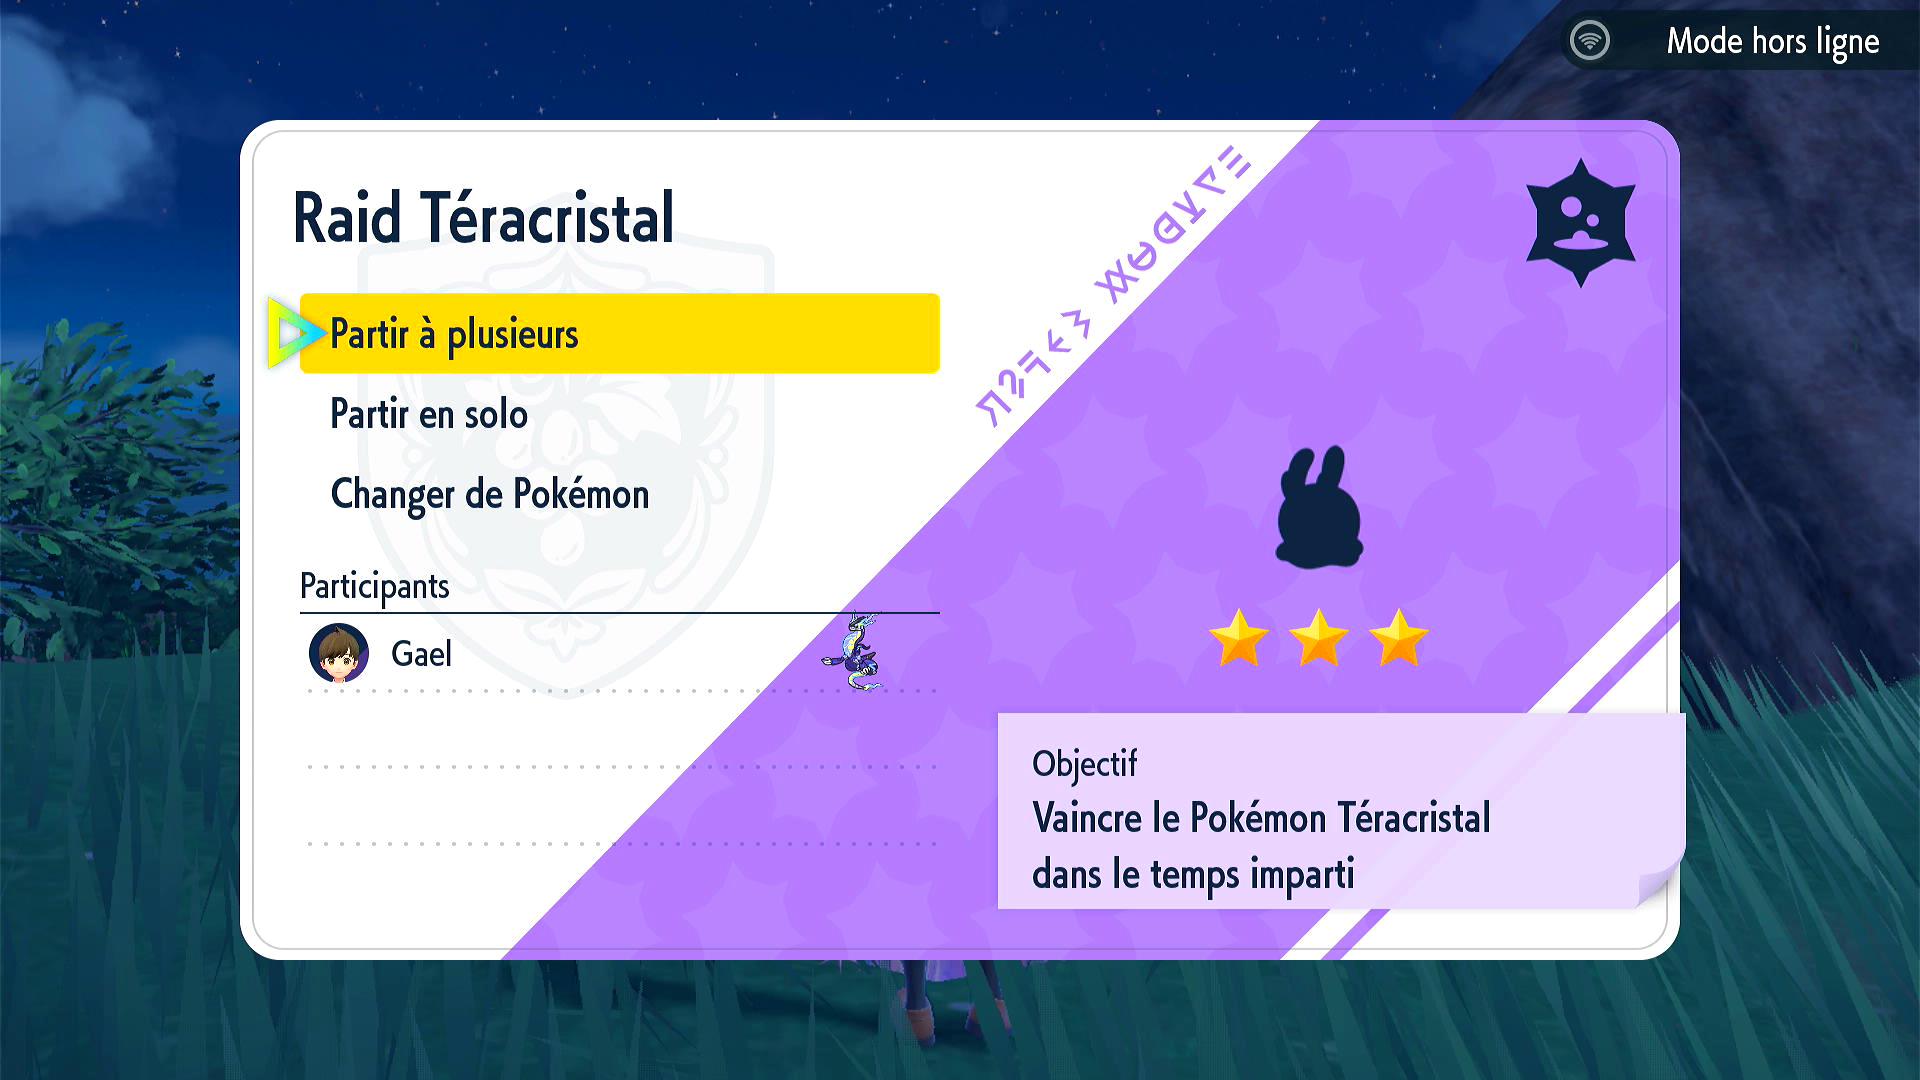 Mode hors ligne
Raid Téracristal
Partir à plusieurs
Partir en solo
Changer de Pokémon
Participants
Gael
Objectif
Vaincre le Pokémon Téracristal
dans le temps imparti